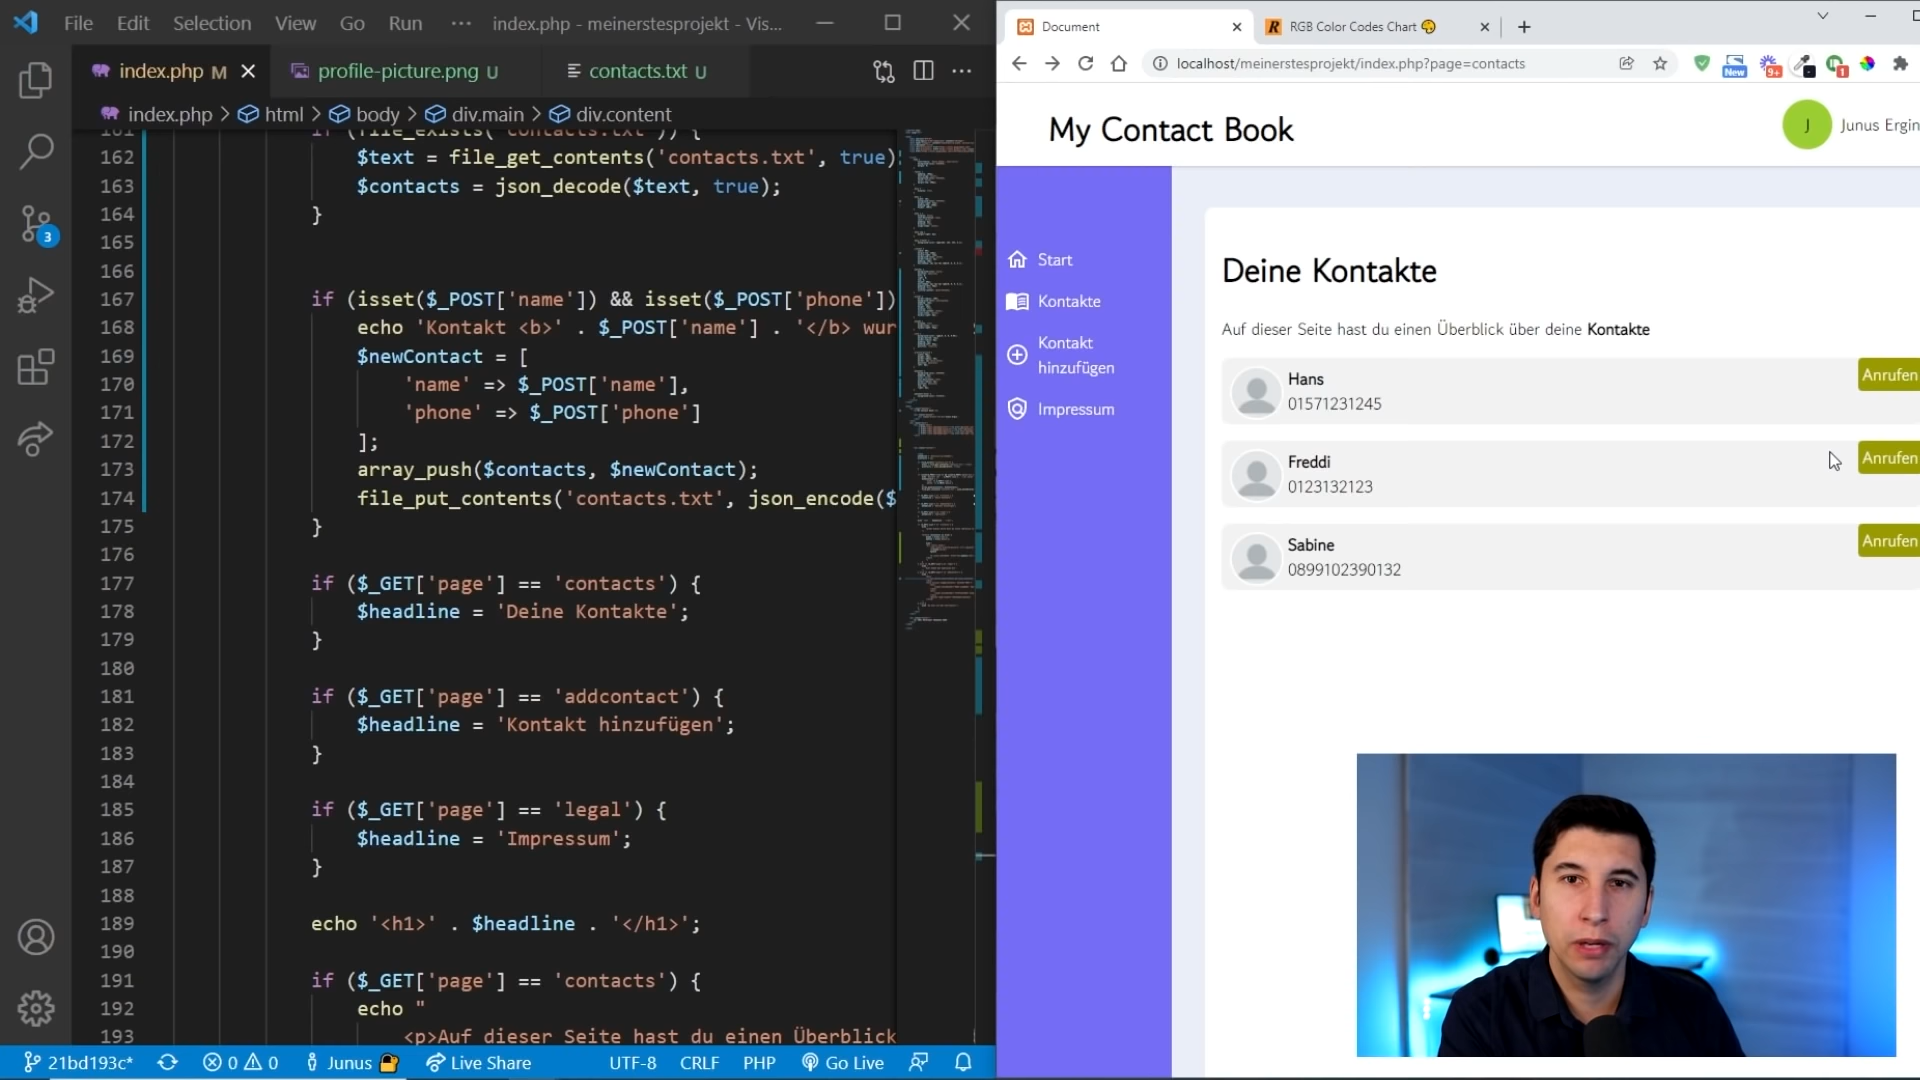 File Edit Selection View Go Run ··· index.php - meinerstesprojekt - Vis...
index.php M
profile-picture.png U
contacts.txt U
index.php > html > body > div.main > div.content
161 if (file_exists('contacts.txt')) {
162 $text = file_get_contents('contacts.txt', true);
163 $contacts = json_decode($text, true);
164 }
165
166
167 if (isset($_POST['name']) && isset($_POST['phone'])
168 echo 'Kontakt <b>' . $_POST['name'] . '</b> wur
169 $newContact = [
170 'name' => $_POST['name'],
171 'phone' => $_POST['phone']
172 ];
173 array_push($contacts, $newContact);
174 file_put_contents('contacts.txt', json_encode($
175 }
176
177 if ($_GET['page'] == 'contacts') {
178 $headline = 'Deine Kontakte';
179 }
180
181 if ($_GET['page'] == 'addcontact') {
182 $headline = 'Kontakt hinzufügen';
183 }
184
185 if ($_GET['page'] == 'legal') {
186 $headline = 'Impressum';
187 }
188
189 echo '<h1>' . $headline . '</h1>';
190
191 if ($_GET['page'] == 'contacts') {
192 echo "
193 <p>Auf dieser Seite hast du einen Überblick
3
21bd193c* 0 0 Junus Live Share UTF-8 CRLF PHP Go Live
Document
RGB Color Codes Chart
localhost/meinerstesprojekt/index.php?page=contacts
New
9+
1
My Contact Book
J
Junus Ergin
Start
Kontakte
Kontakt
hinzufügen
Impressum
Deine Kontakte
Auf dieser Seite hast du einen Überblick über deine Kontakte
Hans
01571231245
Anrufen
Freddi
0123132123
Anrufen
Sabine
0899102390132
Anrufen